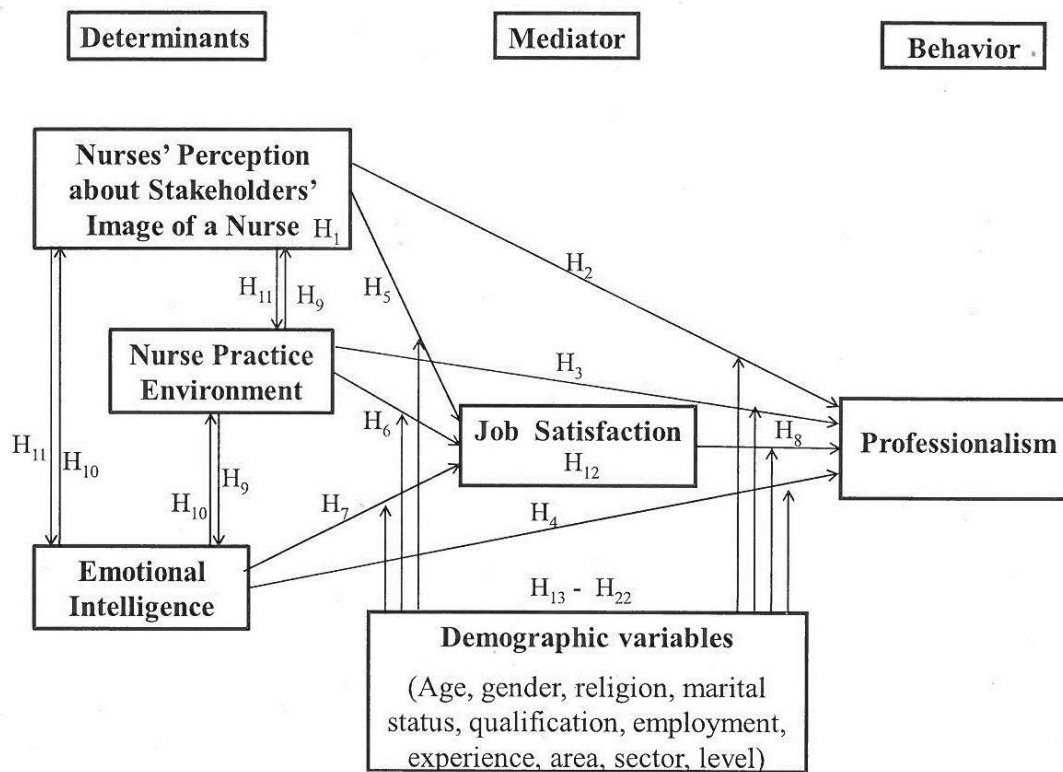 Determinants
Mediator
Behavior
Nurses' Perception
about Stakeholders'
Image of a Nurse H₁
H₂
H₁₁
H₉
H₅
Nurse Practice
Environment
H₃
H₆
Job Satisfaction
H₁₂
H₈
Professionalism
H₁₁
H₁₀
H₁₀
H₉
H₇
H₄
Emotional
Intelligence
H₁₃ - H₂₂
Demographic variables
(Age, gender, religion, marital
status, qualification, employment,
experience, area, sector, level)